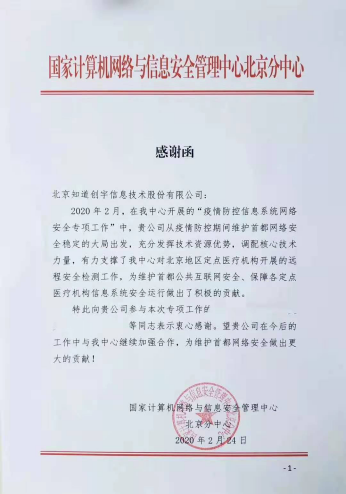 国家计算机网络与信息安全管理中心北京分中心
感谢函
北京知道创宇信息技术股份有限公司：
2020 年 2 月，在我中心开展的“疫情防控信息系统网络
安全专项工作”中，贵公司从疫情防控期间维护首都网络安
全稳定的大局出发，充分发挥技术资源优势，调配核心技术
力量，有力支撑了我中心对北京地区定点医疗机构开展的远
程安全检测工作，为维护首都公共互联网安全、保障各定点
医疗机构信息系统安全运行做出了积极的贡献。
特此向贵公司参与本次专项工作的
等同志表示衷心感谢。望贵公司在今后的
工作中与我中心继续加强合作，为维护首都网络安全做出更
大的贡献！
国家计算机网络与信息安全管理中心
北京分中心
2020 年 2 月 24 日
- 1 -